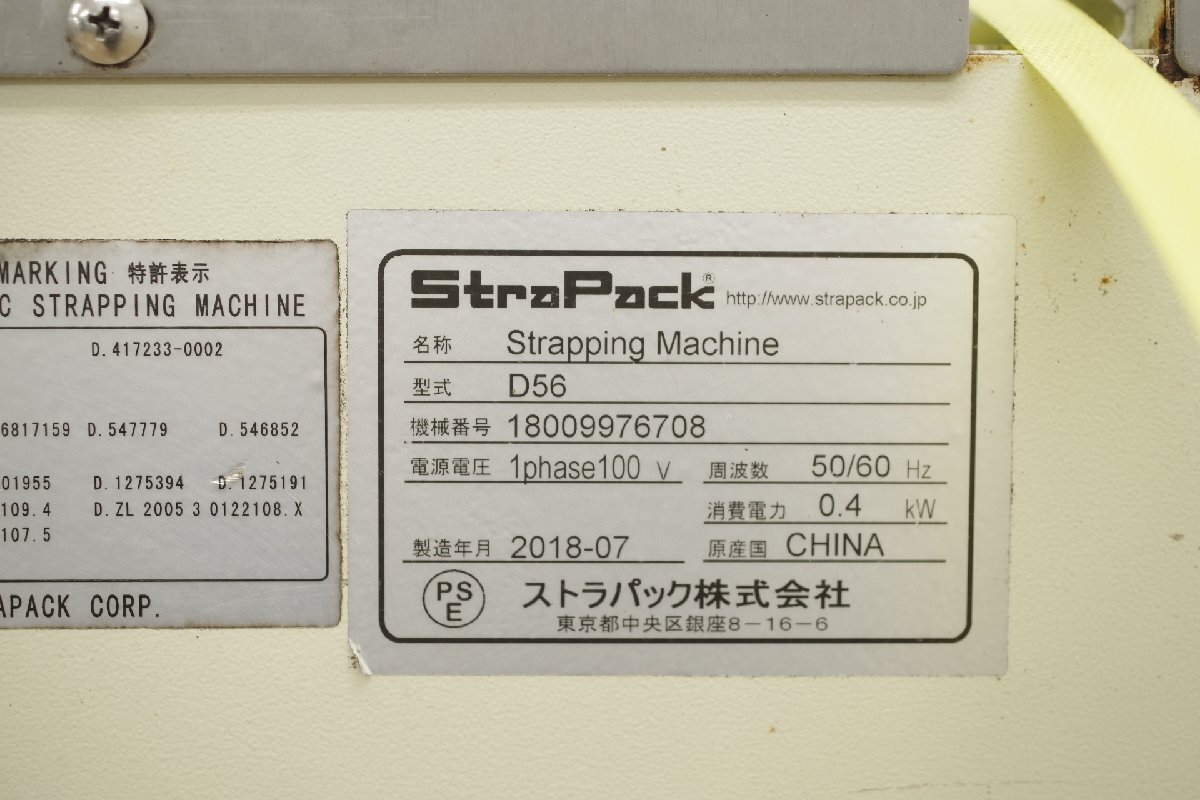 MARKING 特許表示
C STRAPPING MACHINE
D.417233-0002
6817159 D.547779 D.546852
01955 D.1275394 D.1275191
109.4 D.ZL 2005 3 0122108.X
107.5
APACK CORP.
StraPack® http://www.strapack.co.jp
名称 Strapping Machine
型式 D56
機械番号 18009976708
電源電圧 1phase100 V 周波数 50/60 Hz
消費電力 0.4 kW
製造年月 2018-07 原産国 CHINA
PSE ストラパック株式会社
東京都中央区銀座8-16-6